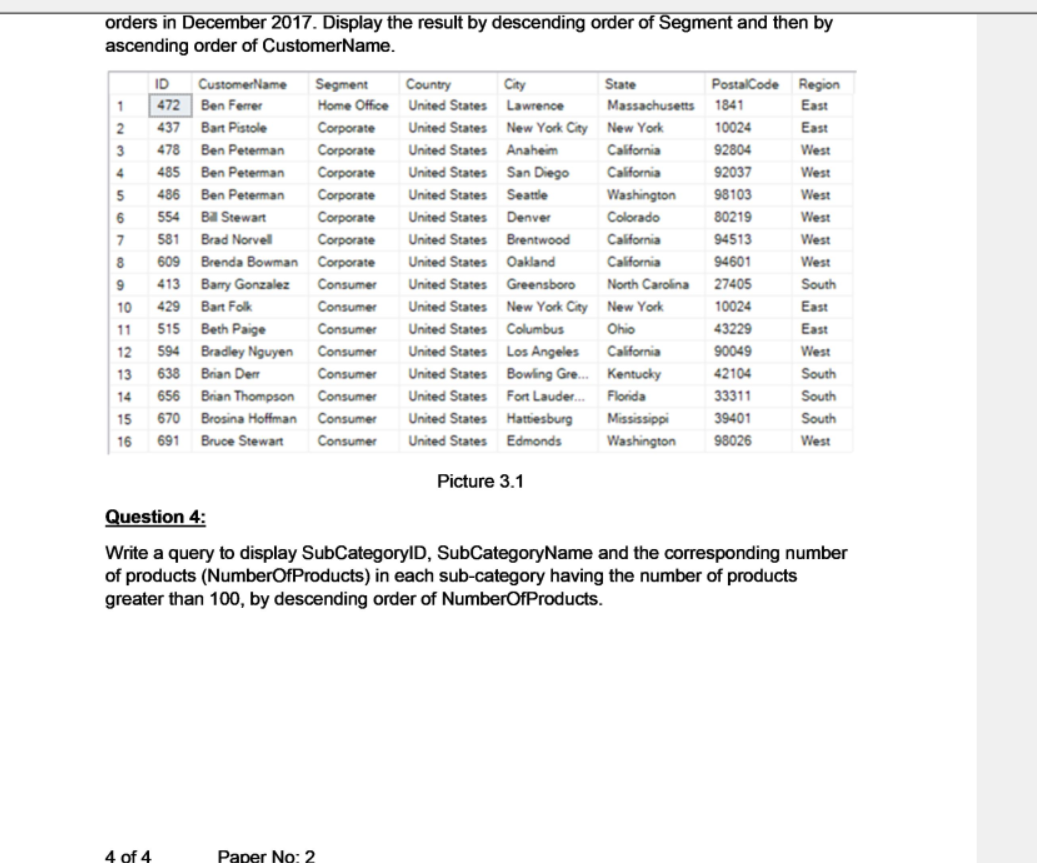 orders in December 2017. Display the result by descending order of Segment and then by
ascending order of CustomerName.
ID CustomerName Segment Country City State PostalCode Region
1 472 Ben Ferrer Home Office United States Lawrence Massachusetts 1841 East
2 437 Bart Pistole Corporate United States New York City New York 10024 East
3 478 Ben Peterman Corporate United States Anaheim California 92804 West
4 485 Ben Peterman Corporate United States San Diego California 92037 West
5 486 Ben Peterman Corporate United States Seattle Washington 98103 West
6 554 Bill Stewart Corporate United States Denver Colorado 80219 West
7 581 Brad Norvell Corporate United States Brentwood California 94513 West
8 609 Brenda Bowman Corporate United States Oakland California 94601 West
9 413 Barry Gonzalez Consumer United States Greensboro North Carolina 27405 South
10 429 Bart Folk Consumer United States New York City New York 10024 East
11 515 Beth Paige Consumer United States Columbus Ohio 43229 East
12 594 Bradley Nguyen Consumer United States Los Angeles California 90049 West
13 638 Brian Derr Consumer United States Bowling Gre... Kentucky 42104 South
14 656 Brian Thompson Consumer United States Fort Lauder... Florida 33311 South
15 670 Brosina Hoffman Consumer United States Hattiesburg Mississippi 39401 South
16 691 Bruce Stewart Consumer United States Edmonds Washington 98026 West
Picture 3.1
Question 4:
Write a query to display SubCategoryID, SubCategoryName and the corresponding number
of products (NumberOfProducts) in each sub-category having the number of products
greater than 100, by descending order of NumberOfProducts.
4 of 4 Paper No: 2